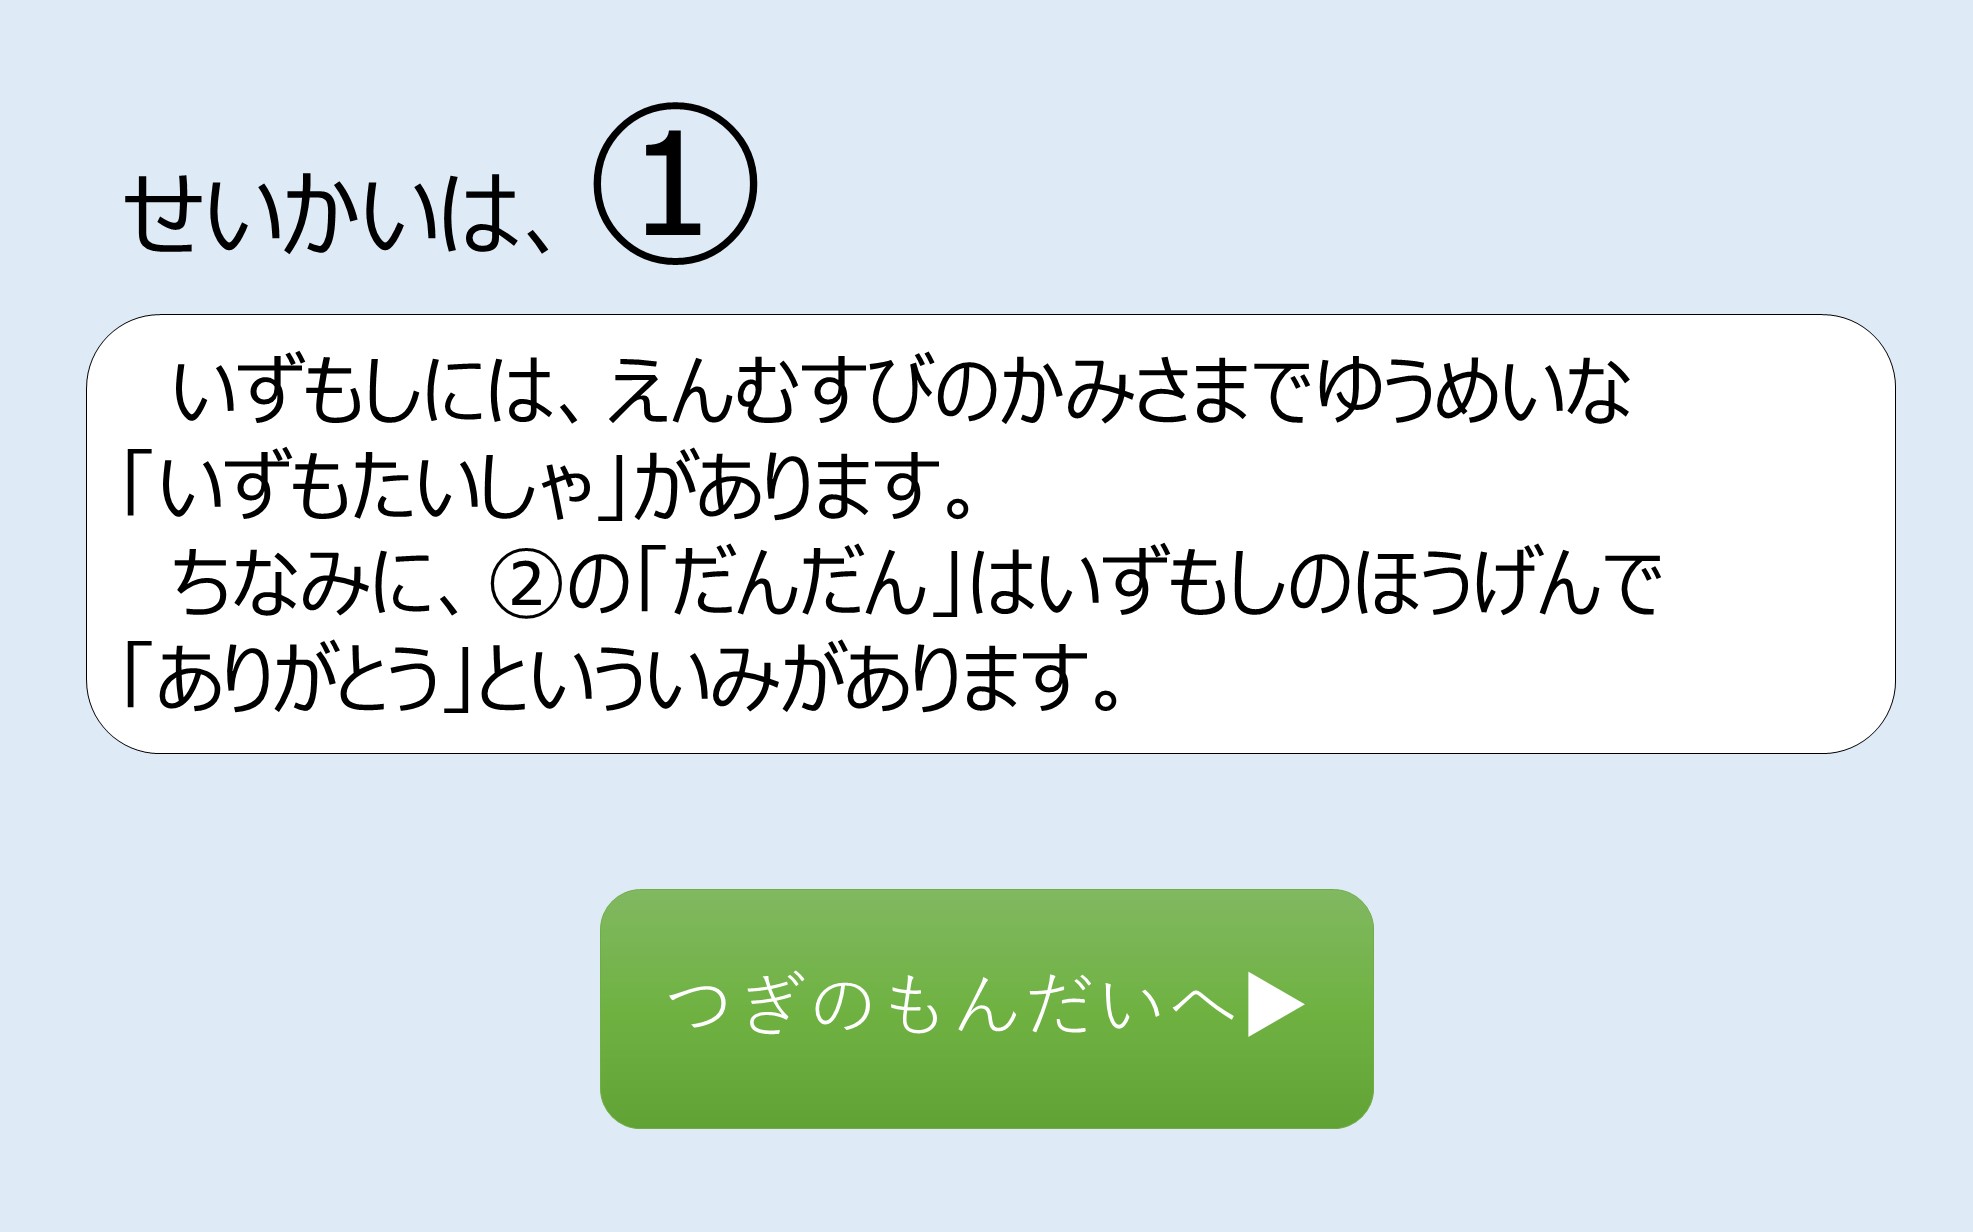 せいかいは、①
いずもしには、えんむすびのかみさまでゆうめいな
「いずもたいしゃ」があります。
ちなみに、②の「だんだん」はいずもしのほうげんで
「ありがとう」といういみがあります。
つぎのもんだいへ▶